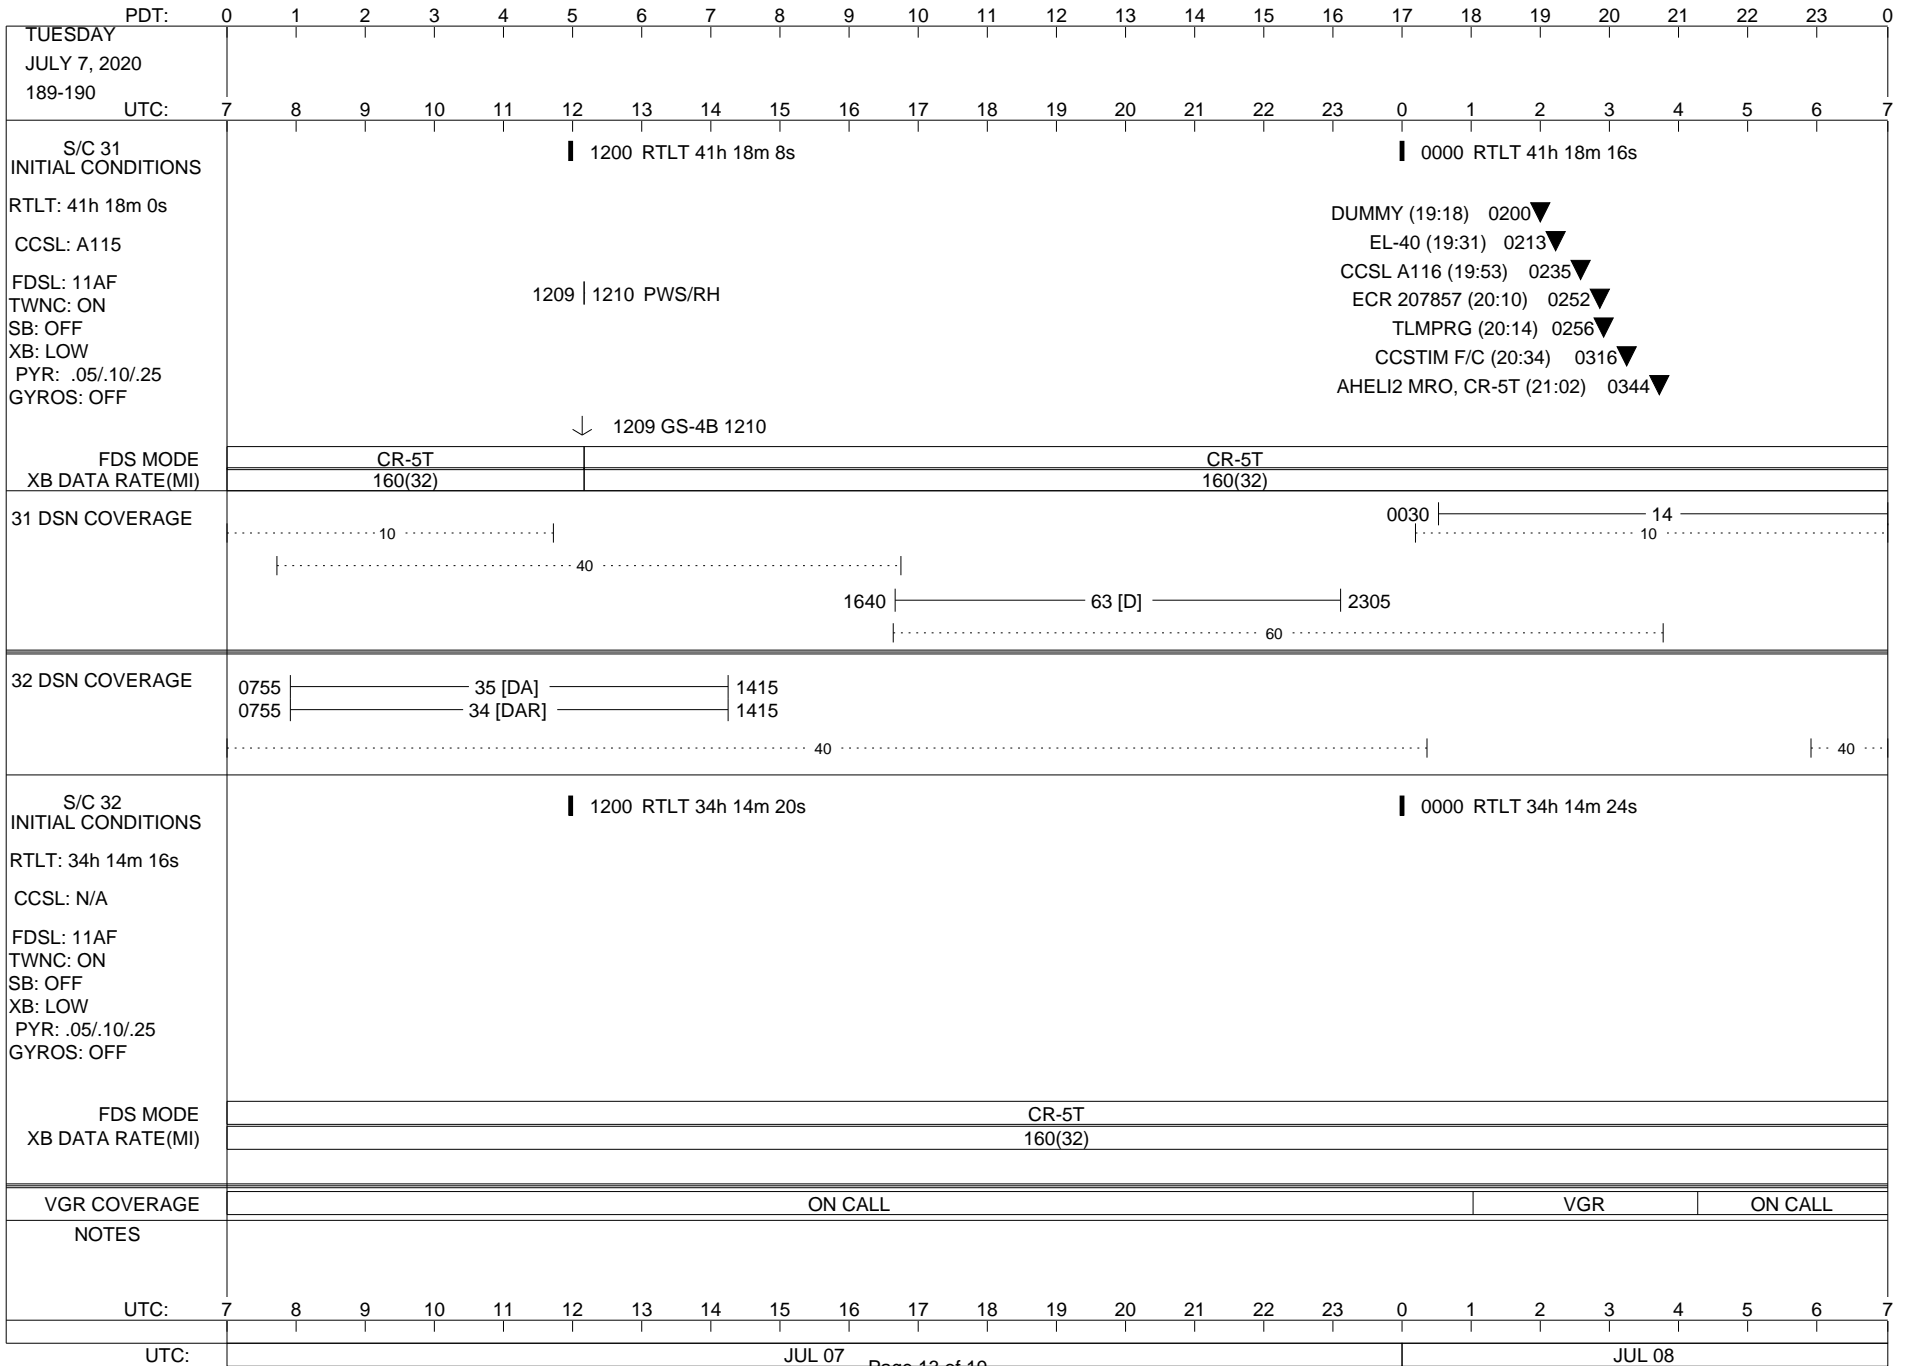 PDT: 0 1 2 3 4 5 6 7 8 9 10 11 12 13 14 15 16 17 18 19 20 21 22 23 0
TUESDAY
JULY 7, 2020
189-190
UTC: 7 8 9 10 11 12 13 14 15 16 17 18 19 20 21 22 23 0 1 2 3 4 5 6 7
S/C 31
INITIAL CONDITIONS
1200 RTLT 41h 18m 8s
0000 RTLT 41h 18m 16s
RTLT: 41h 18m 0s
DUMMY (19:18) 0200
CCSL: A115
EL-40 (19:31) 0213
CCSL A116 (19:53) 0235
FDSL: 11AF
1209 1210 PWS/RH
ECR 207857 (20:10) 0252
TWNC: ON
SB: OFF
TLMPRG (20:14) 0256
XB: LOW
CCSTIM F/C (20:34) 0316
PYR: .05/.10/.25
AHELI2 MRO, CR-5T (21:02) 0344
GYROS: OFF
1209 GS-4B 1210
FDS MODE CR-5T CR-5T
XB DATA RATE(MI) 160(32) 160(32)
31 DSN COVERAGE
0030 14
10 10
40
1640 63 [D] 2305
60
32 DSN COVERAGE
0755 35 [DA] 1415
0755 34 [DAR] 1415
40 40
S/C 32
INITIAL CONDITIONS
1200 RTLT 34h 14m 20s
0000 RTLT 34h 14m 24s
RTLT: 34h 14m 16s
CCSL: N/A
FDSL: 11AF
TWNC: ON
SB: OFF
XB: LOW
PYR: .05/.10/.25
GYROS: OFF
FDS MODE CR-5T
XB DATA RATE(MI) 160(32)
VGR COVERAGE ON CALL VGR ON CALL
NOTES
UTC: 7 8 9 10 11 12 13 14 15 16 17 18 19 20 21 22 23 0 1 2 3 4 5 6 7
UTC: JUL 07 JUL 08